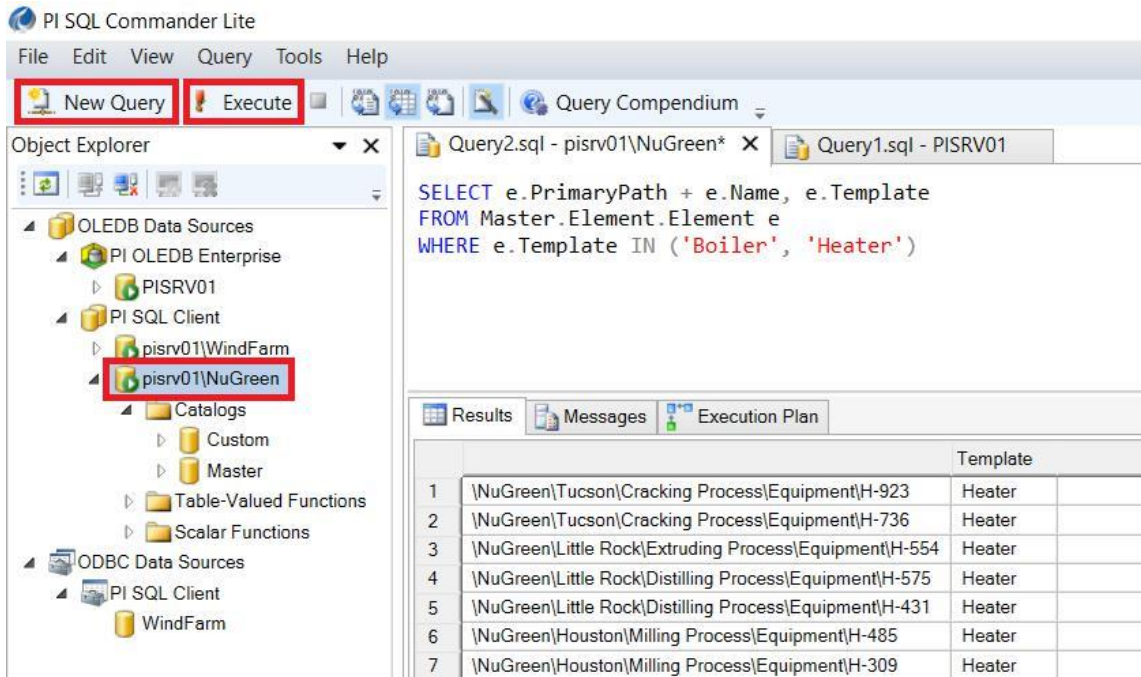 PI SQL Commander Lite
File Edit View Query Tools Help
New Query Execute Query Compendium
Object Explorer
OLEDB Data Sources
PI OLEDB Enterprise
PISRV01
PI SQL Client
pisrv01\WindFarm
pisrv01\NuGreen
Catalogs
Custom
Master
Table-Valued Functions
Scalar Functions
ODBC Data Sources
PI SQL Client
WindFarm
Query2.sql - pisrv01\NuGreen* Query1.sql - PISRV01
SELECT e.PrimaryPath + e.Name, e.Template
FROM Master.Element.Element e
WHERE e.Template IN ('Boiler', 'Heater')
Results Messages Execution Plan
Template
1 \NuGreen\Tucson\Cracking Process\Equipment\H-923 Heater
2 \NuGreen\Tucson\Cracking Process\Equipment\H-736 Heater
3 \NuGreen\Little Rock\Extruding Process\Equipment\H-554 Heater
4 \NuGreen\Little Rock\Distilling Process\Equipment\H-575 Heater
5 \NuGreen\Little Rock\Distilling Process\Equipment\H-431 Heater
6 \NuGreen\Houston\Milling Process\Equipment\H-485 Heater
7 \NuGreen\Houston\Milling Process\Equipment\H-309 Heater